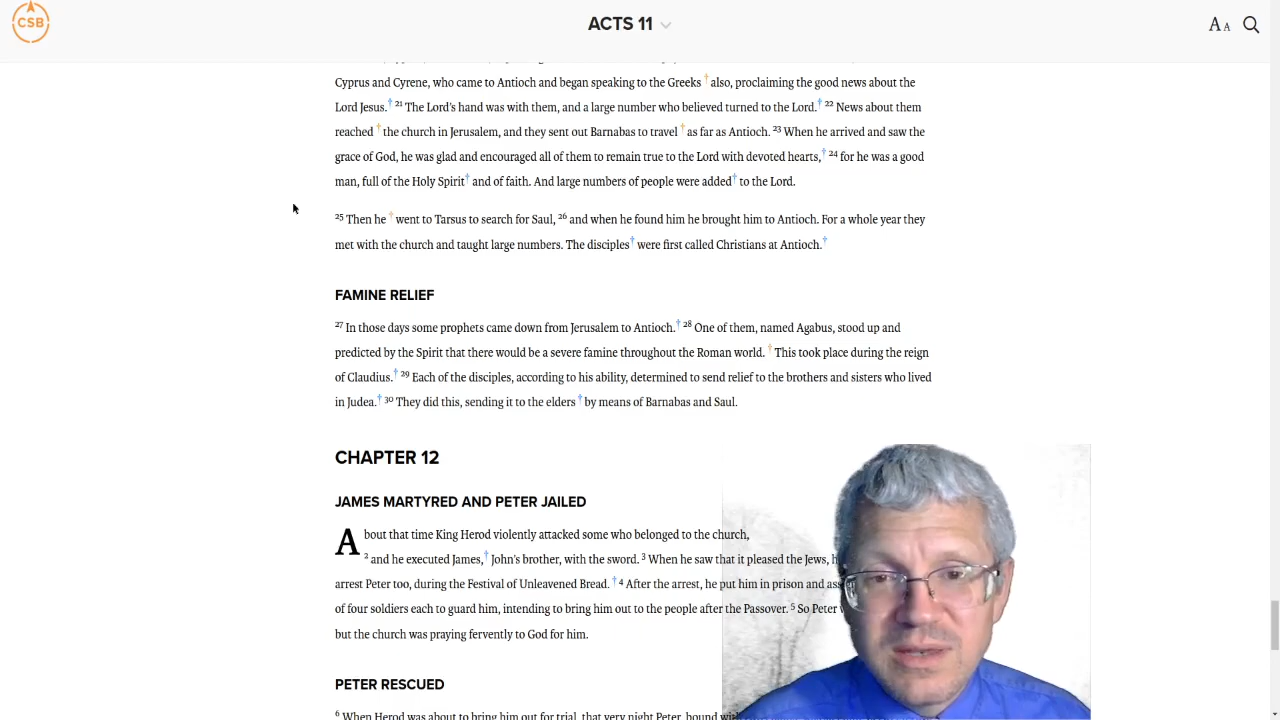 CSB
ACTS 11
A A
Cyprus and Cyrene, who came to Antioch and began speaking to the Greeks † also, proclaiming the good news about the
Lord Jesus.† 21 The Lord’s hand was with them, and a large number who believed turned to the Lord.† 22 News about them
reached † the church in Jerusalem, and they sent out Barnabas to travel † as far as Antioch. 23 When he arrived and saw the
grace of God, he was glad and encouraged all of them to remain true to the Lord with devoted hearts,† 24 for he was a good
man, full of the Holy Spirit† and of faith. And large numbers of people were added† to the Lord.
25 Then he † went to Tarsus to search for Saul, 26 and when he found him he brought him to Antioch. For a whole year they
met with the church and taught large numbers. The disciples† were first called Christians at Antioch.†
FAMINE RELIEF
27 In those days some prophets came down from Jerusalem to Antioch.† 28 One of them, named Agabus, stood up and
predicted by the Spirit that there would be a severe famine throughout the Roman world. † This took place during the reign
of Claudius.† 29 Each of the disciples, according to his ability, determined to send relief to the brothers and sisters who lived
in Judea.† 30 They did this, sending it to the elders † by means of Barnabas and Saul.
CHAPTER 12
JAMES MARTYRED AND PETER JAILED
About that time King Herod violently attacked some who belonged to the church,
2 and he executed James,† John’s brother, with the sword. 3 When he saw that it pleased the Jews,
arrest Peter too, during the Festival of Unleavened Bread. † 4 After the arrest, he put him in prison and
of four soldiers each to guard him, intending to bring him out to the people after the Passover. 5 So Peter
but the church was praying fervently to God for him.
PETER RESCUED
6 When Herod was about to bring him out for trial, that very night Peter, bound